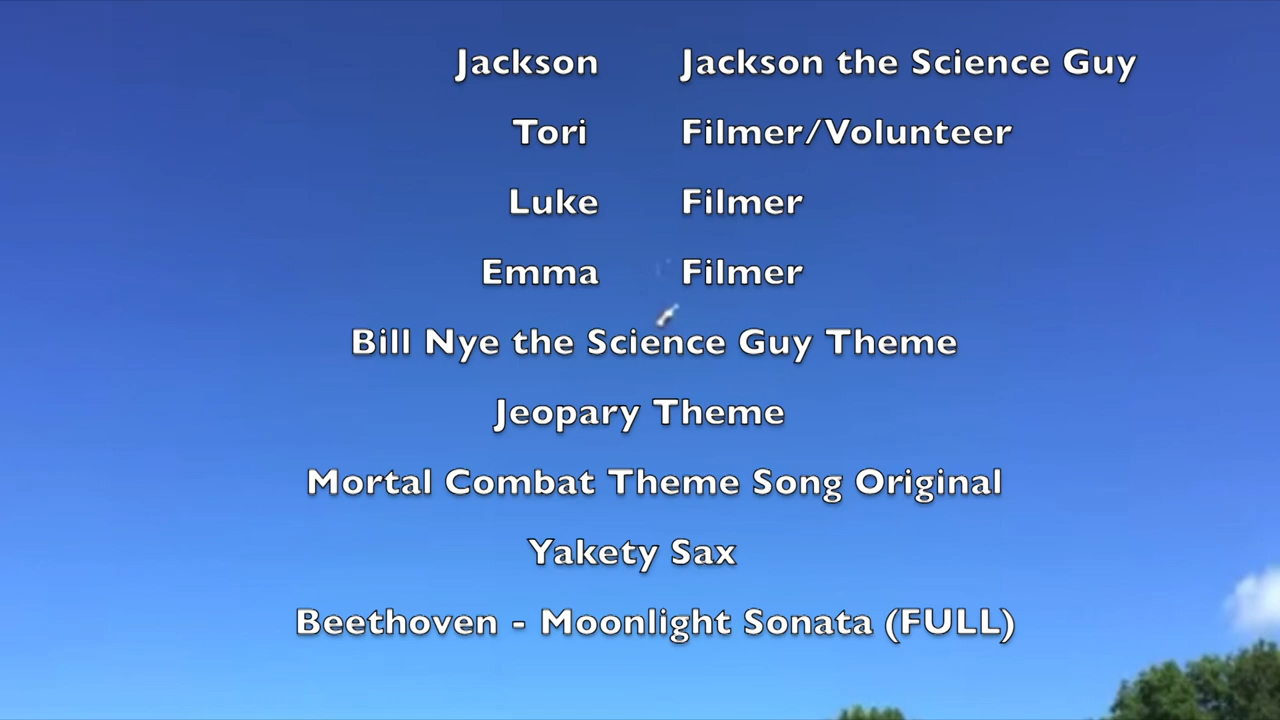 Jackson Jackson the Science Guy
Tori Filmer/Volunteer
Luke Filmer
Emma Filmer
Bill Nye the Science Guy Theme
Jeopary Theme
Mortal Combat Theme Song Original
Yakety Sax
Beethoven - Moonlight Sonata (FULL)